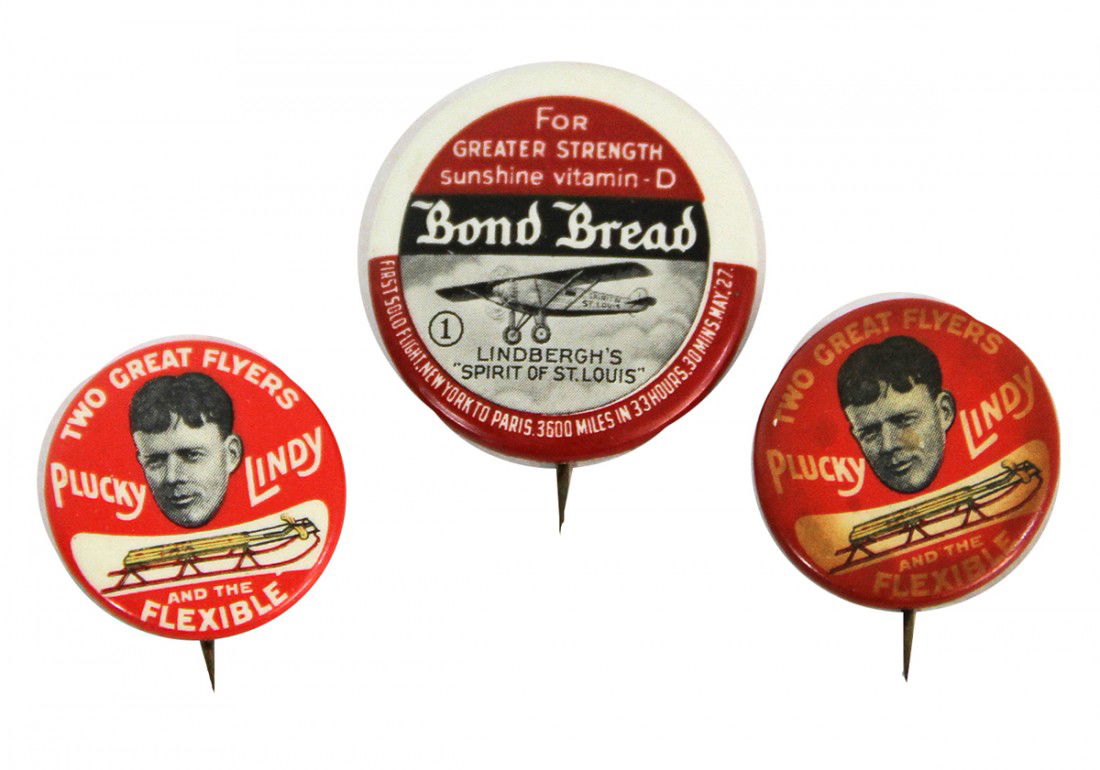 TWO GREAT FLYERS
PLUCKY LINDY
AND THE
FLEXIBLE
FOR
GREATER STRENGTH
sunshine vitamin-D
Bond Bread
SPIRIT OF
ST. LOUIS
1
LINDBERGH'S
"SPIRIT OF ST. LOUIS"
FIRST SOLO FLIGHT, NEW YORK TO PARIS. 3600 MILES IN 33 HOURS, 30 MINS. MAY. 27.
TWO GREAT FLYERS
PLUCKY LINDY
AND THE
FLEXIBLE